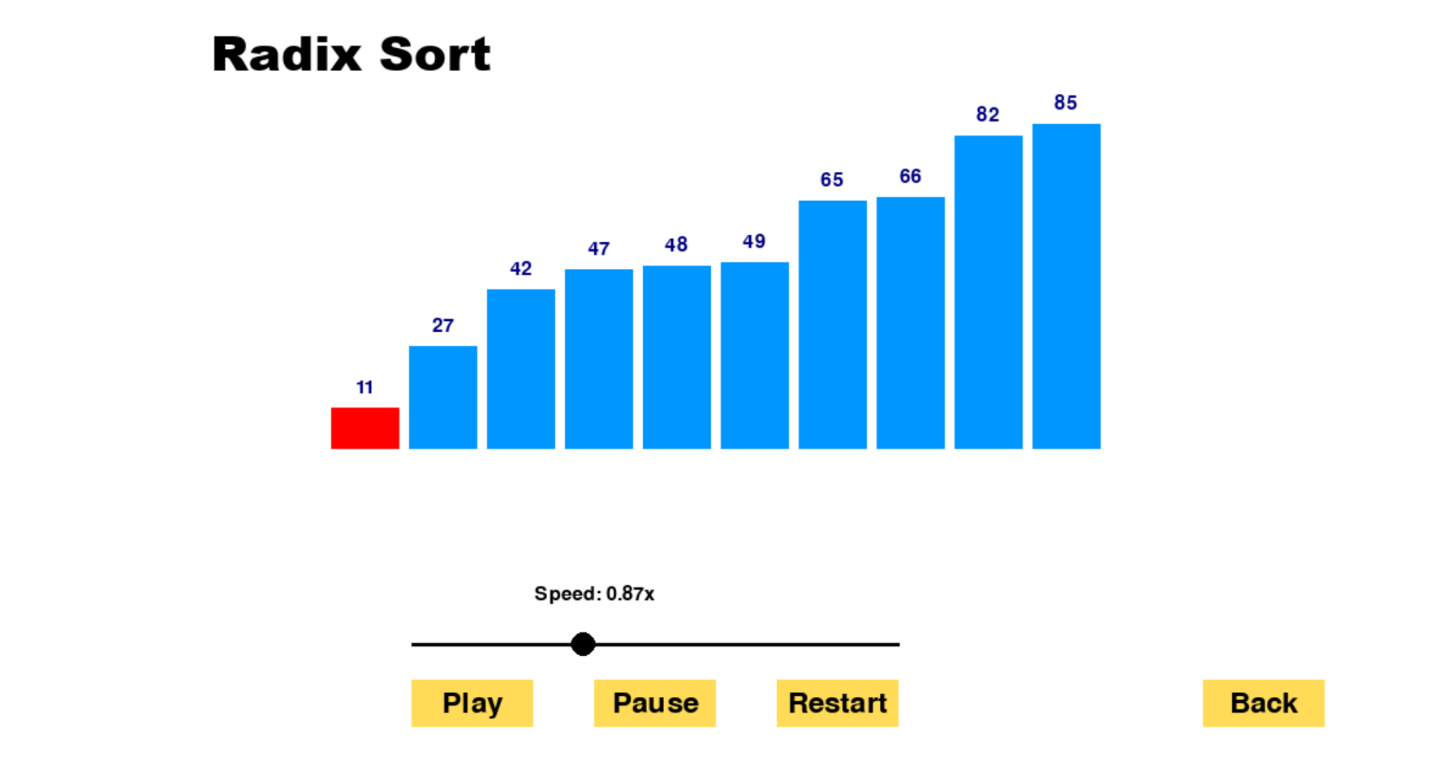 Radix Sort
85
82
66
65
49
48
47
42
27
11
Speed: 0.87x
Play
Pause
Restart
Back